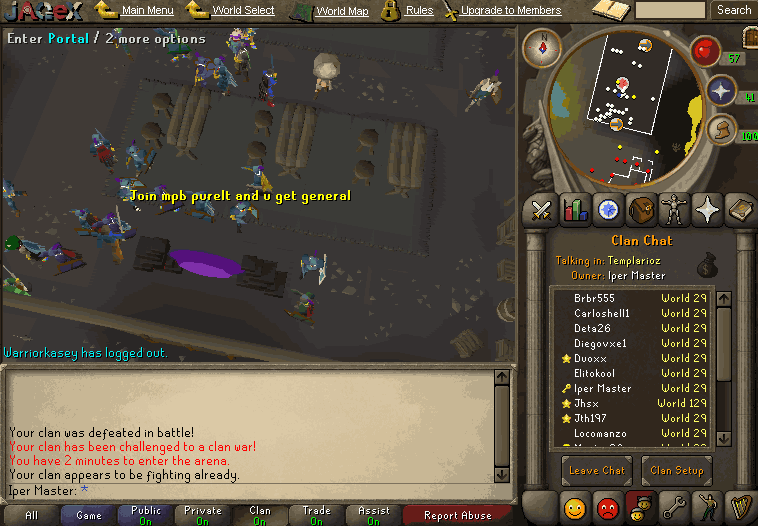 JAGEX Main Menu World Select World Map Rules Upgrade to Members Search
Enter Portal / 2 more options
N
57
41
100
Join mpb pureIt and u get general
Warriorkasey has logged out.
Clan Chat
Talking in: Templarioz
Owner: Iper Master
Brbr555 World 29
Carloshell1 World 29
Deta26 World 29
Diegovxe1 World 29
Duoxx World 29
Elitokool World 29
Iper Master World 29
Jhsx World 129
Jth197 World 29
Locomanzo World 29
Leave Chat Clan Setup
Your clan was defeated in battle!
Your clan has been challenged to a clan war!
You have 2 minutes to enter the arena.
Your clan appears to be fighting already.
Iper Master: *
All Game Public On Private On Clan On Trade On Assist On Report Abuse